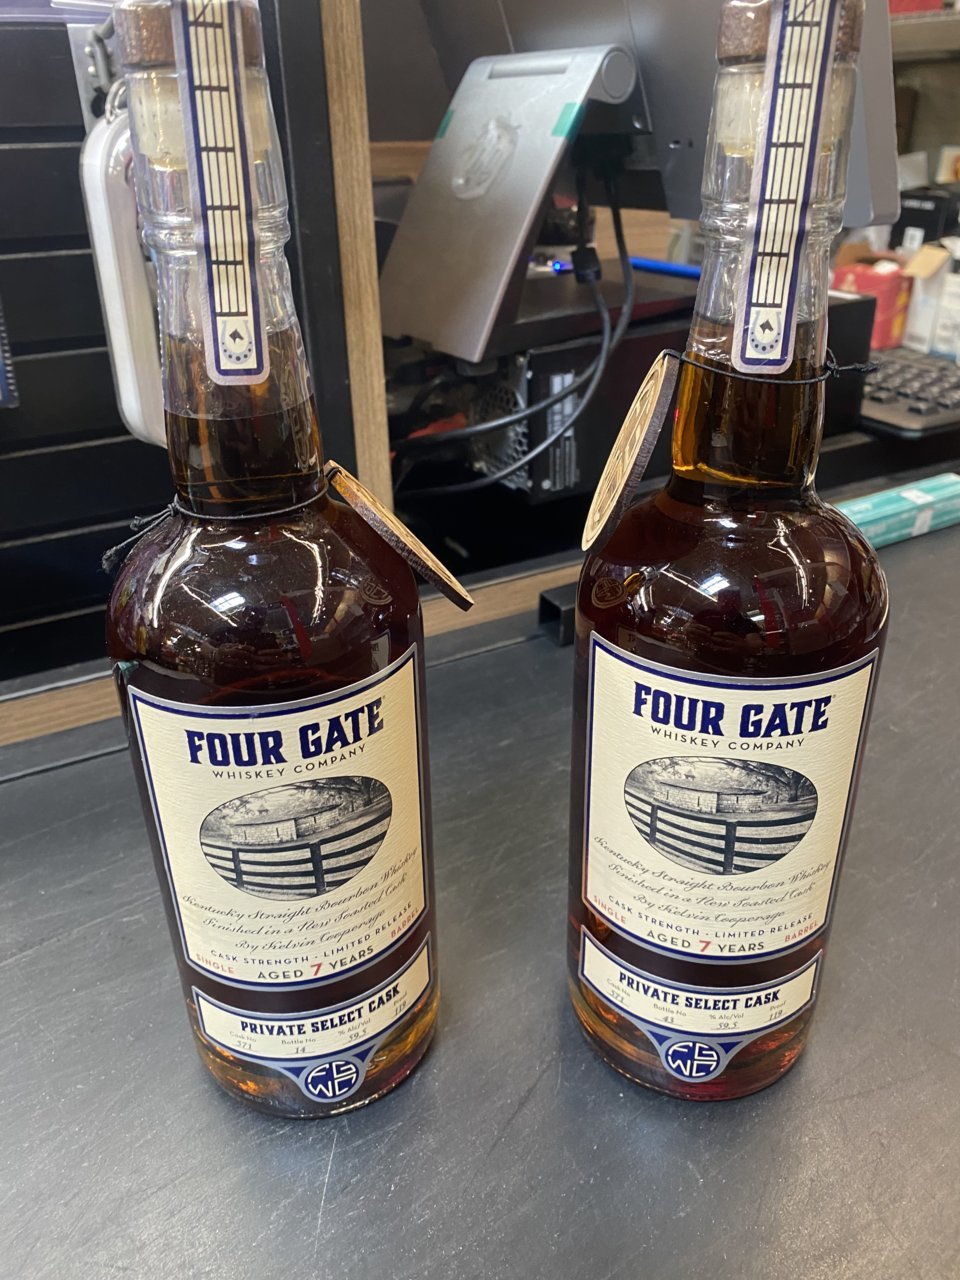 FOUR GATE
WHISKEY COMPANY
Kentucky Straight Bourbon Whiskey
Finished in a New Toasted Cask
By Kelvin Cooperage
CASK STRENGTH - LIMITED RELEASE
SINGLE AGED 7 YEARS BARREL
PRIVATE SELECT CASK
Cask No Bottle No % Alc/Vol Proof
571 14 59.5 119
FGWC
FOUR GATE
WHISKEY COMPANY
Kentucky Straight Bourbon Whiskey
Finished in a New Toasted Cask
By Kelvin Cooperage
CASK STRENGTH - LIMITED RELEASE
SINGLE AGED 7 YEARS BARREL
PRIVATE SELECT CASK
Cask No Bottle No % Alc/Vol Proof
571 43 59.5 119
FGWC